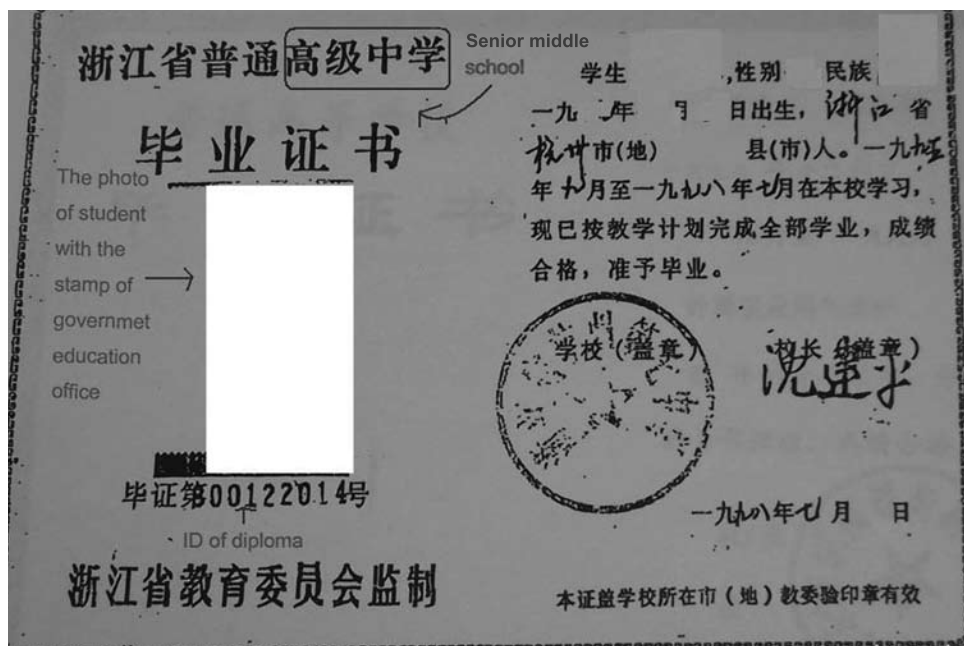 浙江省普通高级中学
Senior middle
school
毕业证书
The photo
of student
with the
stamp of
governmet
education
office
毕证第B00122014号
ID of diploma
浙江省教育委员会监制
学生 ,性别 民族
一九 年 月 日出生，浙江省
杭州市(地) 县(市)人。一九九五
年九月至一九九八年七月在本校学习，
现已按教学计划完成全部学业，成绩
合格，准予毕业。
学校（盖章） 校长（盖章）
沈建平
一九九八年七月 日
本证盖学校所在市（地）教委验印章有效